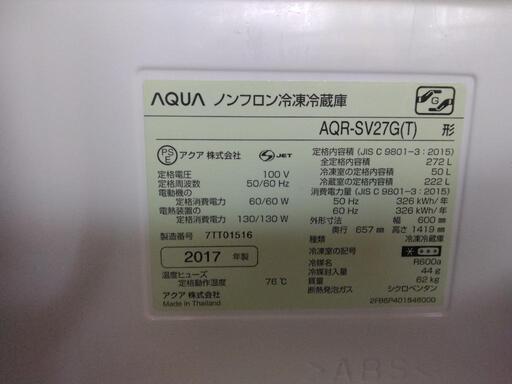 AQUA ノンフロン冷凍冷蔵庫
AQR-SV27G(T) 形
PSE アクア 株式会社 S-JET
定格電圧 100 V
定格周波数 50/60 Hz
電動機の
定格消費電力 60/60 W
電熱装置の
定格消費電力 130/130 W
製造番号 7TT01516
2017 年製
温度ヒューズ
定格動作温度 76℃
アクア 株式会社
Made in Thailand
定格内容積 (JIS C 9801-3 : 2015)
全定格内容積 272 L
冷凍室の定格内容積 50 L
冷蔵室の定格内容積 222 L
消費電力量 (JIS C 9801-3 : 2015)
50 Hz 326 kWh/年
60 Hz 326 kWh/年
外形寸法 幅 600 mm
奥行 657 mm 高さ 1419 mm
種類 冷凍冷蔵庫
冷凍室の記号
冷媒名 R600a
冷媒封入量 44 g
質量 62 kg
断熱発泡ガス シクロペンタン
>ABS<